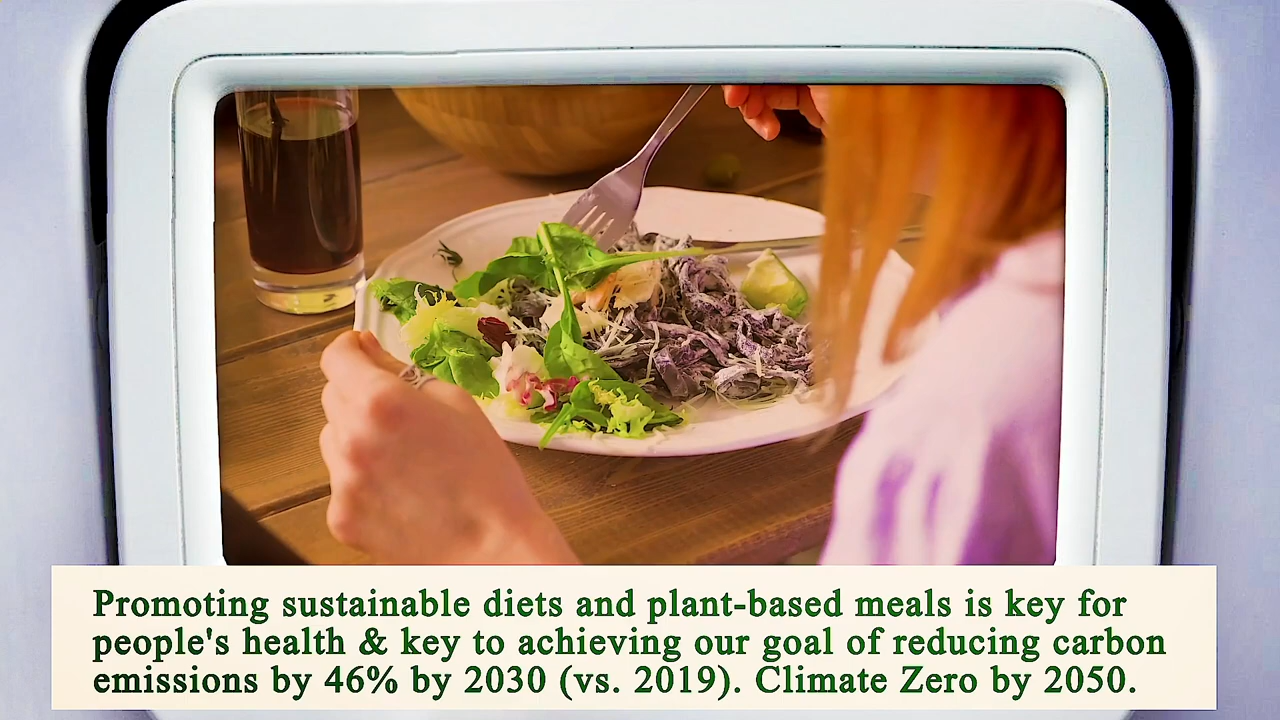 Promoting sustainable diets and plant-based meals is key for
people's health & key to achieving our goal of reducing carbon
emissions by 46% by 2030 (vs. 2019). Climate Zero by 2050.